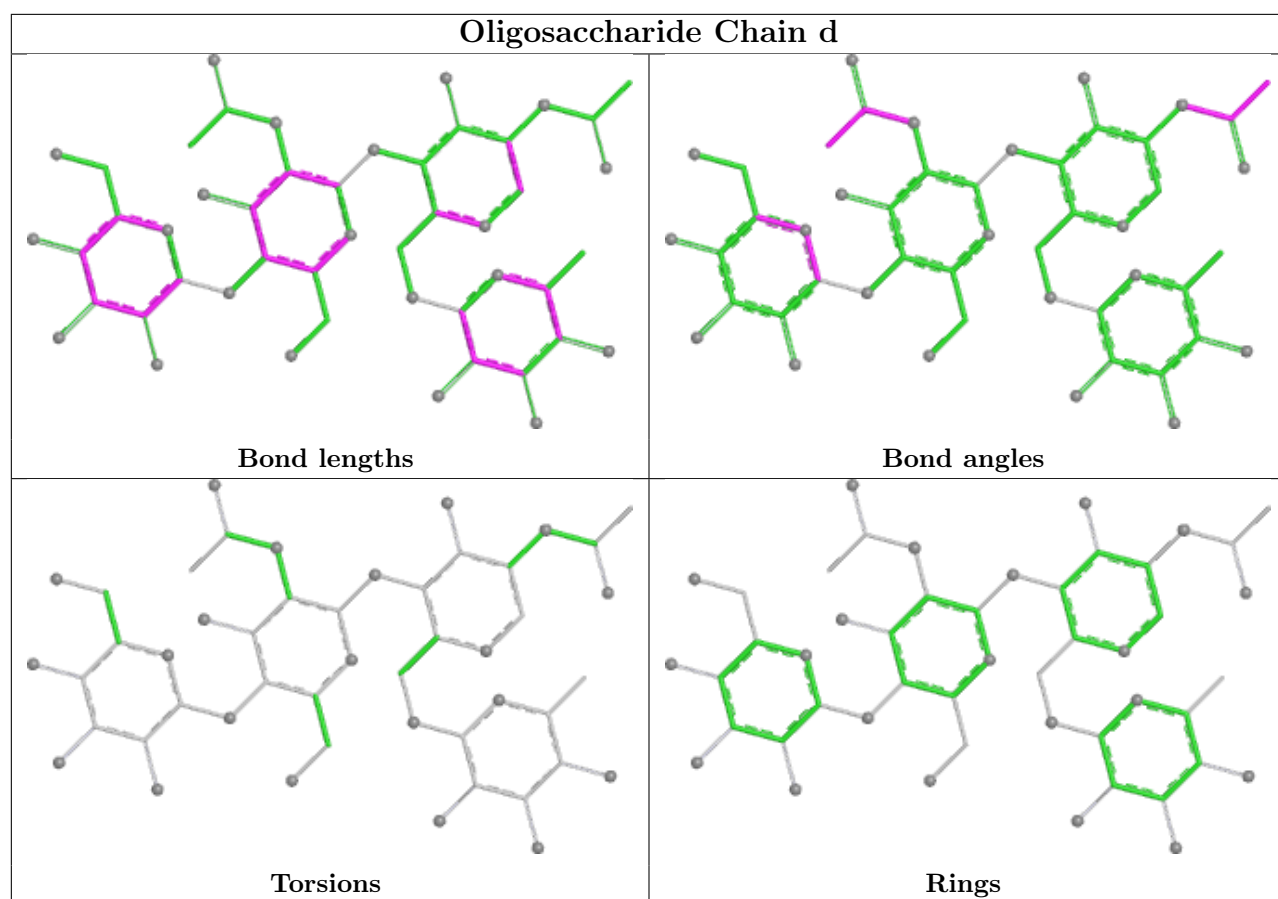 Oligosaccharide Chain d
Bond lengths
Bond angles
Torsions
Rings